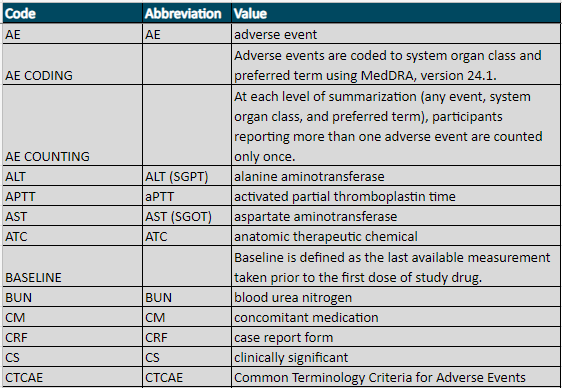 Code Abbreviation Value
AE AE adverse event
Adverse events are coded to system organ class and
AE CODING preferred term using MedDRA, version 24.1.
At each level of summarization (any event, system
organ class, and preferred term), participants
reporting more than one adverse event are counted
AE COUNTING only once.
ALT ALT (SGPT) alanine aminotransferase
APTT aPTT activated partial thromboplastin time
AST AST (SGOT) aspartate aminotransferase
ATC ATC anatomic therapeutic chemical
Baseline is defined as the last available measurement
BASELINE taken prior to the first dose of study drug.
BUN BUN blood urea nitrogen
CM CM concomitant medication
CRF CRF case report form
CS CS clinically significant
CTCAE CTCAE Common Terminology Criteria for Adverse Events